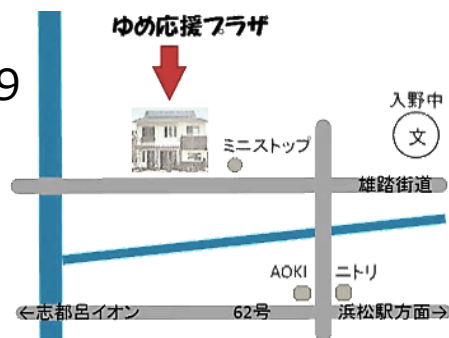 ゆめ応援プラザ
9
入野中
文
ミニストップ
雄踏街道
AOKI
ニトリ
←志都呂イオン
62号
浜松駅方面→